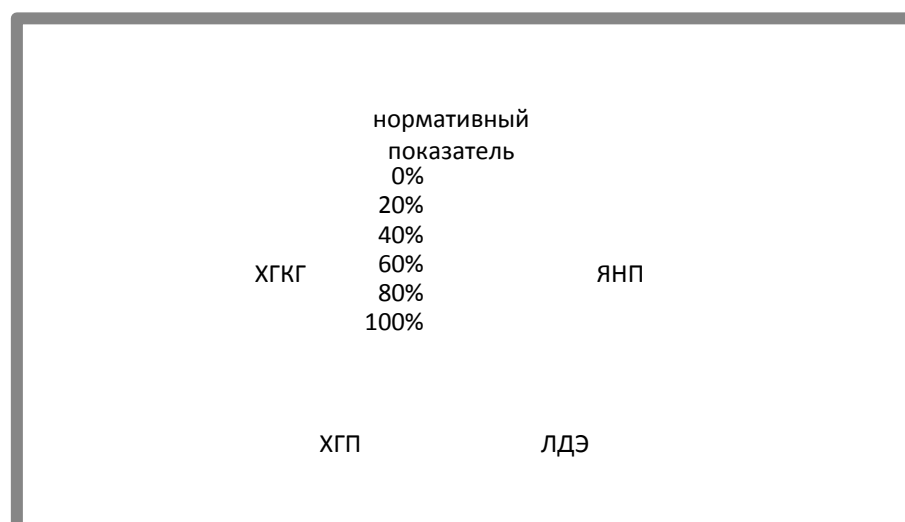 нормативный
показатель
0%
20%
40%
60%
80%
100%
ХГКГ
ЯНП
ХГП
ЛДЭ